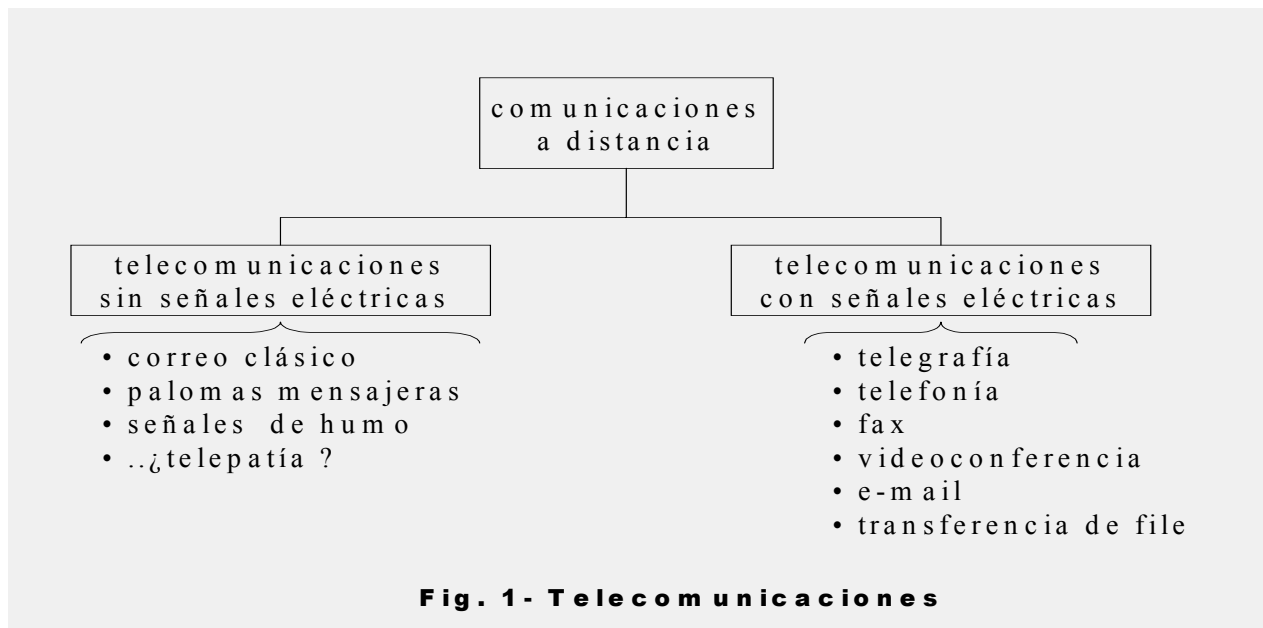 comunicaciones
a distancia
telecomunicaciones
sin señales eléctricas
• correo clásico
• palomas mensajeras
• señales de humo
• ..¿telepatía ?
telecomunicaciones
con señales eléctricas
• telegrafía
• telefonía
• fax
• videoconferencia
• e-mail
• transferencia de file
Fig. 1- Telecomunicaciones